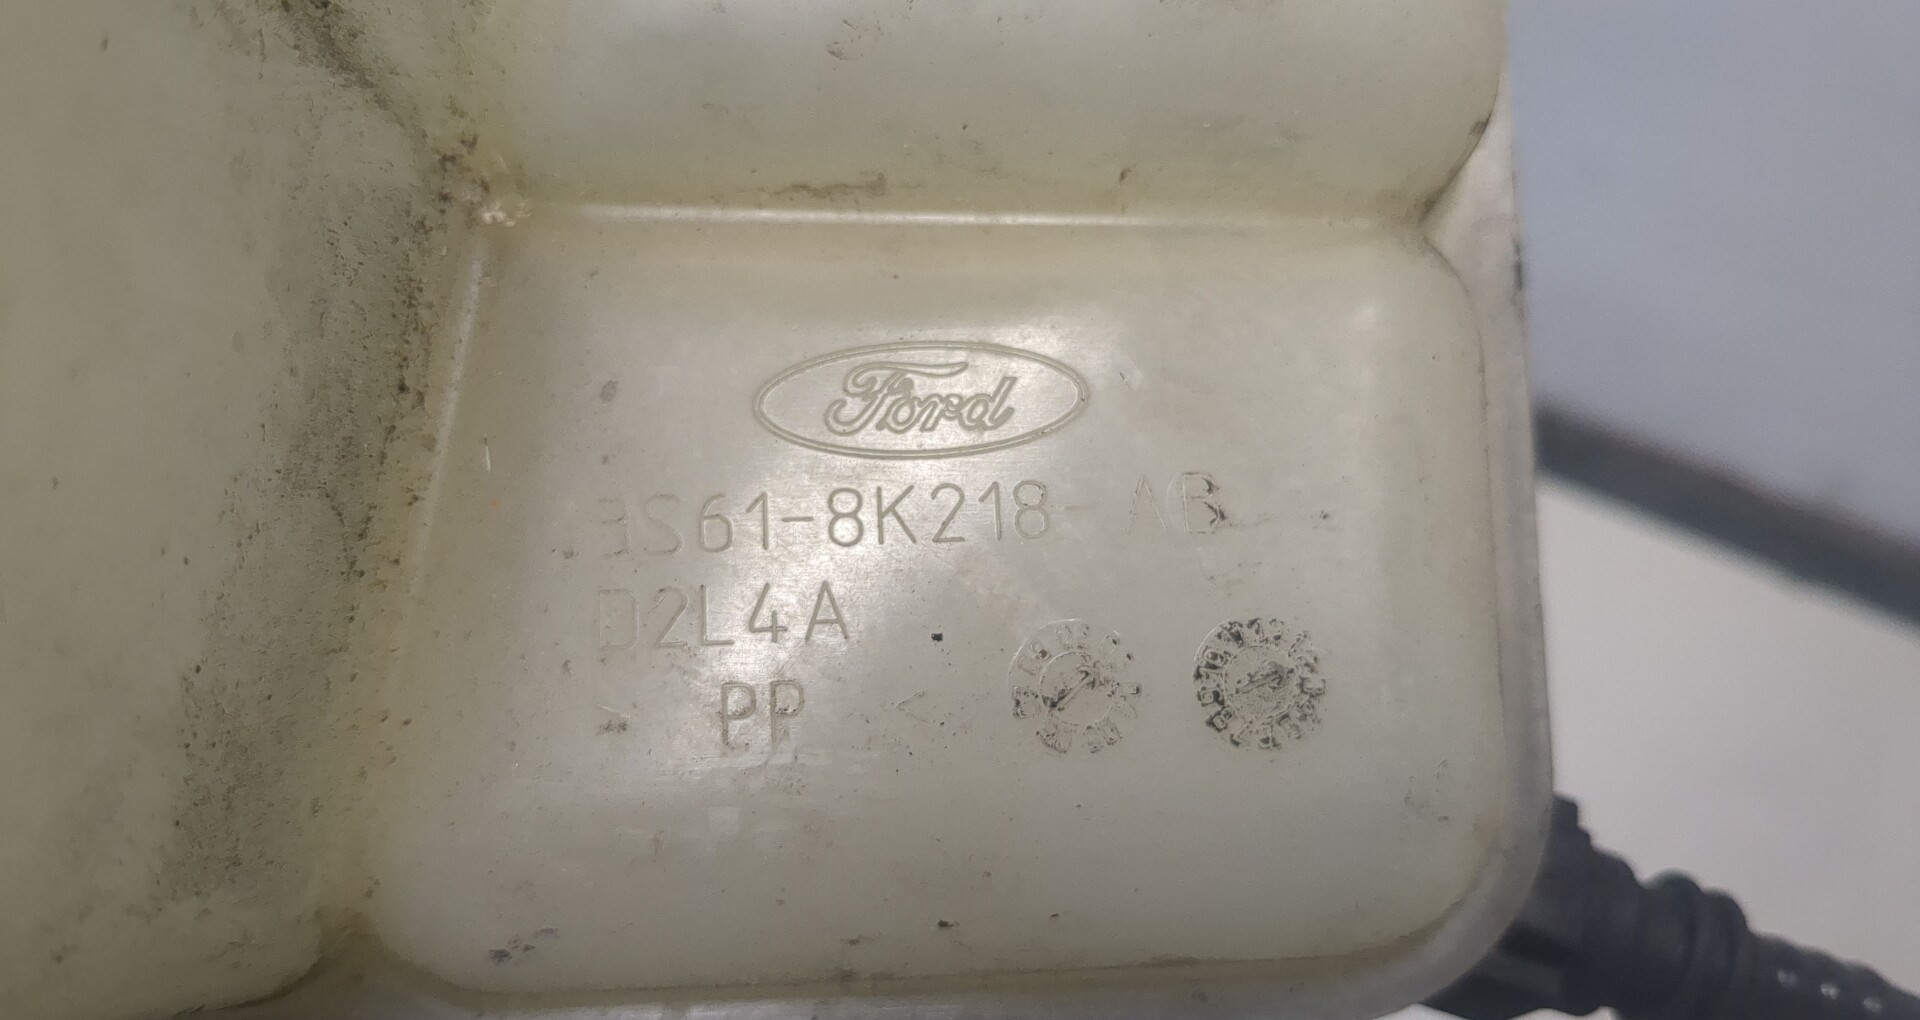 Ford
3S61-8K218-AB
D2L4A
> PP <